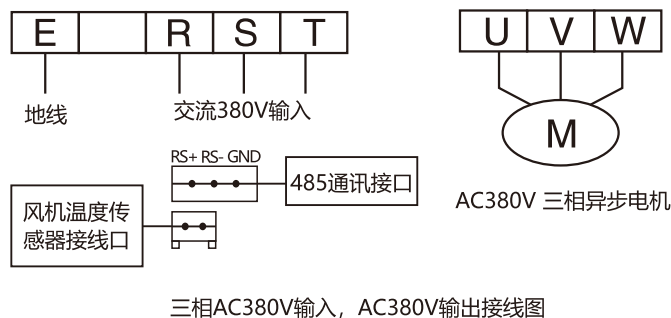 E R S T
U V W
地线
交流380V输入
M
RS+ RS- GND
485通讯接口
AC380V 三相异步电机
风机温度传
感器接线口
三相AC380V输入，AC380V输出接线图